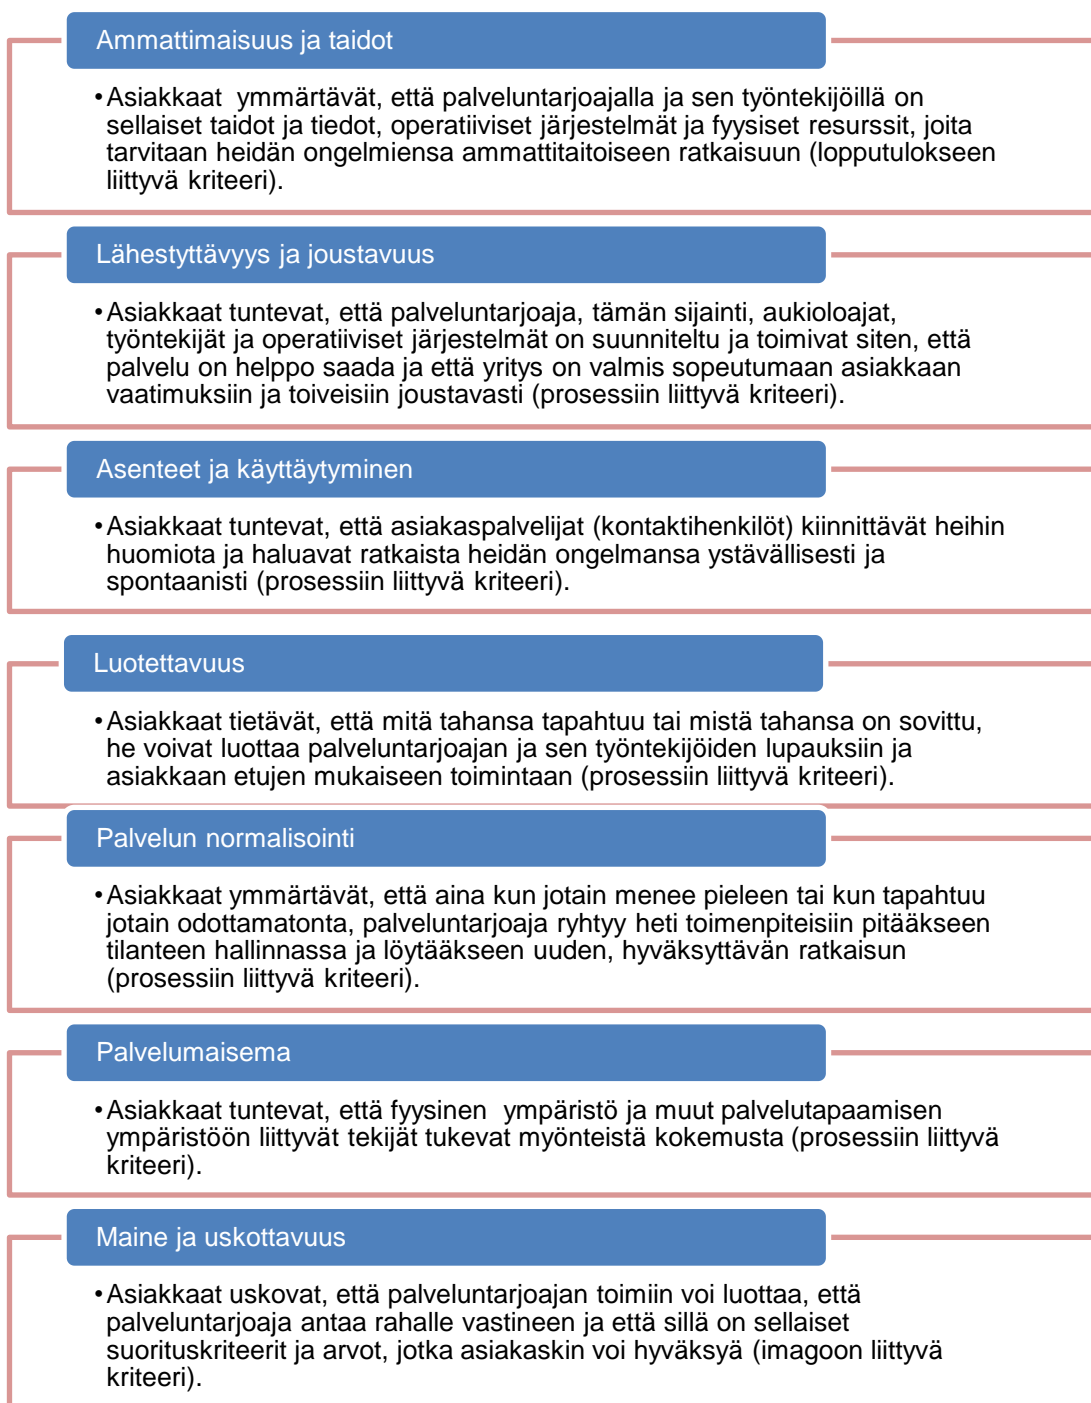 Ammattimaisuus ja taidot
•Asiakkaat  ymmärtävät, että palveluntarjoajalla ja sen työntekijöillä on
sellaiset taidot ja tiedot, operatiiviset järjestelmät ja fyysiset resurssit, joita
tarvitaan heidän ongelmiensa ammattitaitoiseen ratkaisuun (lopputulokseen
liittyvä kriteeri).
Lähestyttävyys ja joustavuus
•Asiakkaat tuntevat, että palveluntarjoaja, tämän sijainti, aukioloajat,
työntekijät ja operatiiviset järjestelmät on suunniteltu ja toimivat siten, että
palvelu on helppo saada ja että yritys on valmis sopeutumaan asiakkaan
vaatimuksiin ja toiveisiin joustavasti (prosessiin liittyvä kriteeri).
Asenteet ja käyttäytyminen
•Asiakkaat tuntevat, että asiakaspalvelijat (kontaktihenkilöt) kiinnittävät heihin
huomiota ja haluavat ratkaista heidän ongelmansa ystävällisesti ja
spontaanisti (prosessiin liittyvä kriteeri).
Luotettavuus
•Asiakkaat tietävät, että mitä tahansa tapahtuu tai mistä tahansa on sovittu,
he voivat luottaa palveluntarjoajan ja sen työntekijöiden lupauksiin ja
asiakkaan etujen mukaiseen toimintaan (prosessiin liittyvä kriteeri).
Palvelun normalisointi
•Asiakkaat ymmärtävät, että aina kun jotain menee pieleen tai kun tapahtuu
jotain odottamatonta, palveluntarjoaja ryhtyy heti toimenpiteisiin pitääkseen
tilanteen hallinnassa ja löytääkseen uuden, hyväksyttävän ratkaisun
(prosessiin liittyvä kriteeri).
Palvelumaisema
•Asiakkaat tuntevat, että fyysinen  ympäristö ja muut palvelutapaamisen
ympäristöön liittyvät tekijät tukevat myönteistä kokemusta (prosessiin liittyvä
kriteeri).
Maine ja uskottavuus
•Asiakkaat uskovat, että palveluntarjoajan toimiin voi luottaa, että
palveluntarjoaja antaa rahalle vastineen ja että sillä on sellaiset
suorituskriteerit ja arvot, jotka asiakaskin voi hyväksyä (imagoon liittyvä
kriteeri).